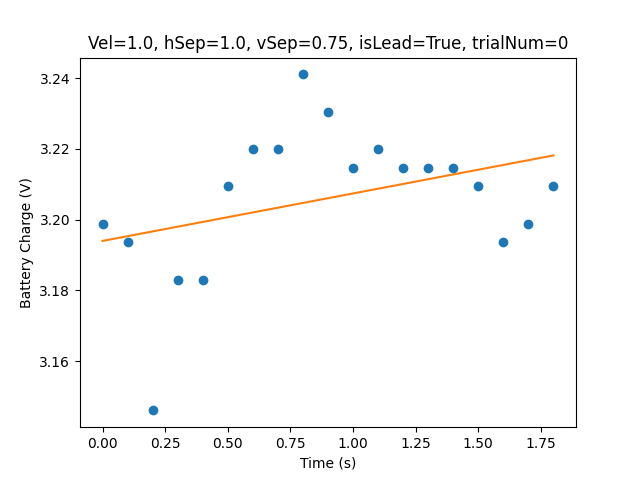 Vel=1.0, hSep=1.0, vSep=0.75, isLead=True, trialNum=0
3.24
3.22
3.20
3.18
3.16
Battery Charge (V)
0.00 0.25 0.50 0.75 1.00 1.25 1.50 1.75
Time (s)